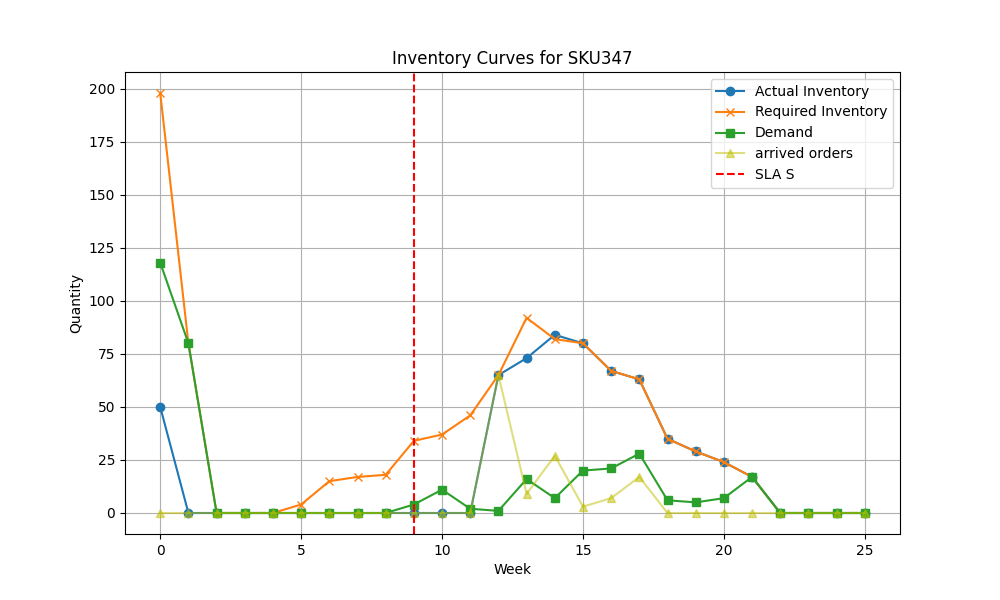 Inventory Curves for SKU347
Actual Inventory
Required Inventory
Demand
arrived orders
SLA S
200
175
150
125
100
75
50
25
0
Quantity
0 5 10 15 20 25
Week